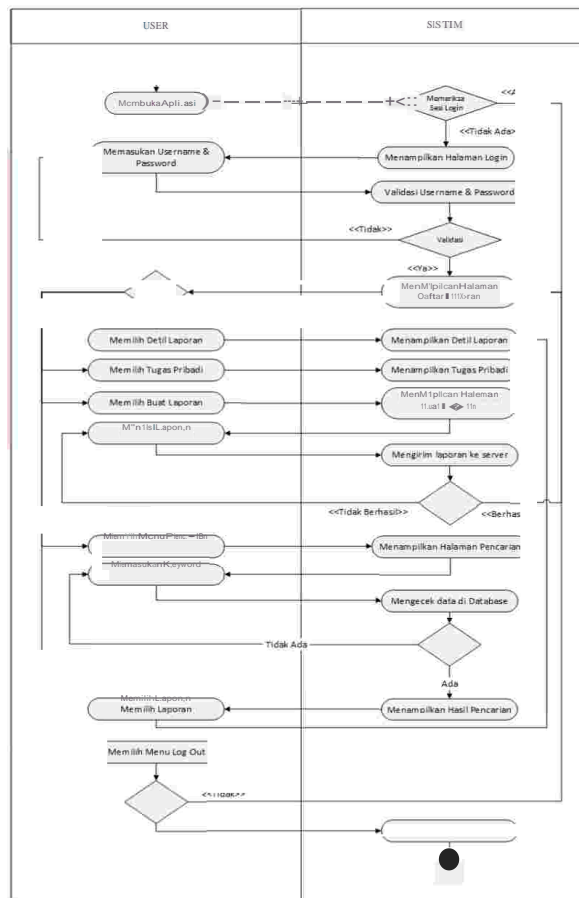 USER
SISTIM
Memeriksa
Sesi Login
<<Tidak Ada>
Memasukan Username &
Password
Menampilkan Halaman Login
Validasi Username & Password
<<Tidak>>
Validasi
<<Ya>>
Memilih Detil Laporan
Menampilkan Detil Laporan
Memilih Tugas Pribadi
Menampilkan Tugas Pribadi
Memilih Buat Laporan
Mengirim laporan ke server
<<Tidak Berhasil>>
<<Berhas
Menampilkan Halaman Pencarian
Mengecek data di Database
Tidak Ada
Ada
Memilih Laporan
Menampilkan Hasil Pencarian
Memilih Menu Log Out
<<Tidak>>